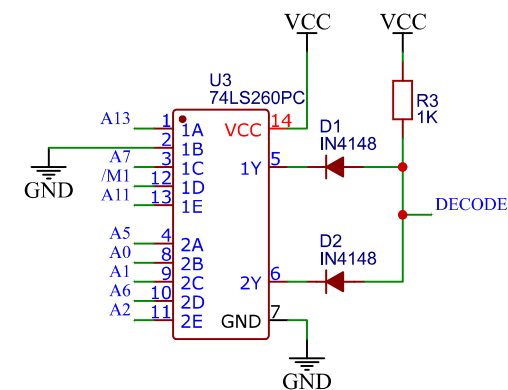 VCC
VCC
U3
74LS260PC
R3
1K
A13
1
1A
VCC
14
D1
IN4148
2
1B
GND
A7
3
1C
1Y
5
/M1
12
1D
A11
13
1E
DECODE
A5
4
2A
D2
IN4148
A0
8
2B
A1
9
2C
2Y
6
A6
10
2D
A2
11
2E
GND
7
GND